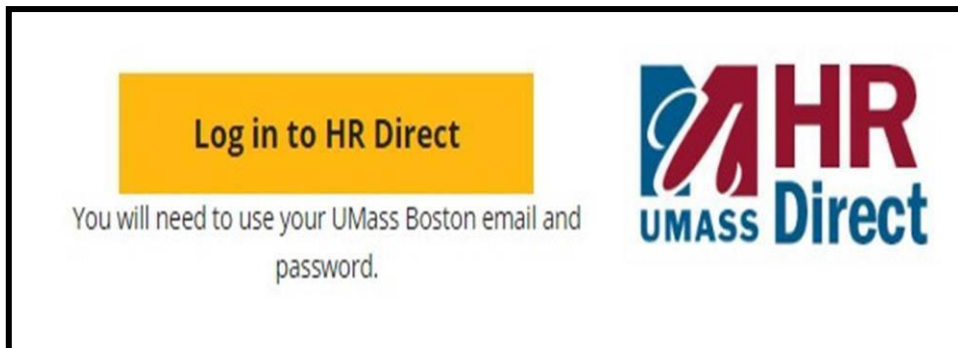 Log in to HR Direct
You will need to use your UMass Boston email and
password.
HR
UMASS Direct